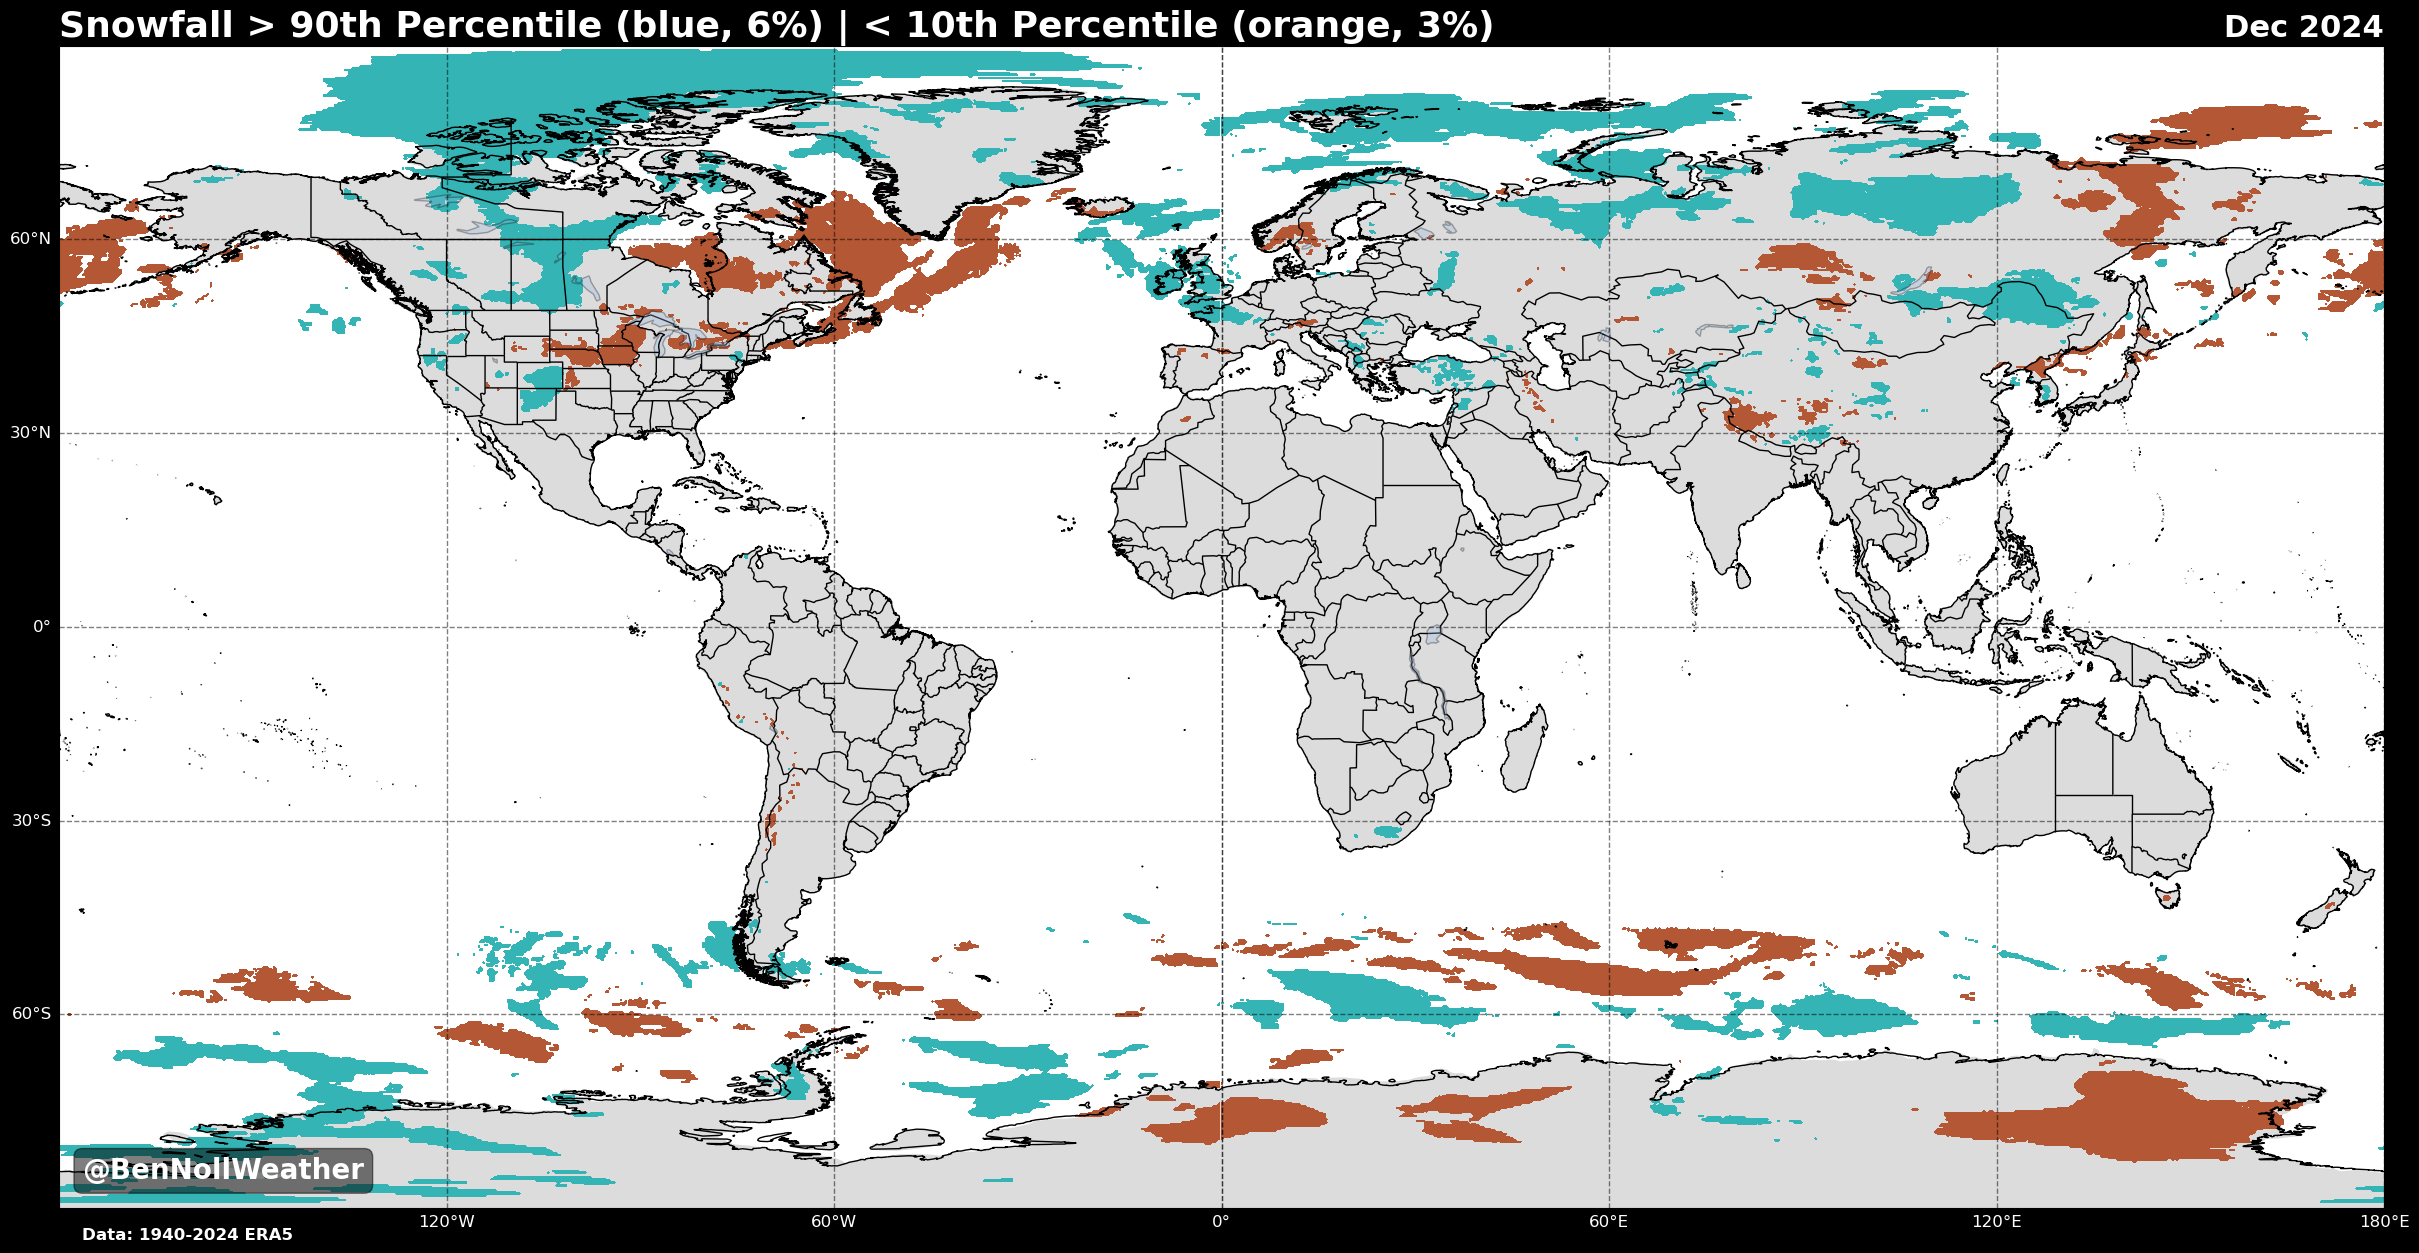 Snowfall > 90th Percentile (blue, 6%) | < 10th Percentile (orange, 3%)
Dec 2024
60°N
30°N
0°
30°S
60°S
@BenNollWeather
120°W
60°W
0°
60°E
120°E
180°E
Data: 1940-2024 ERA5